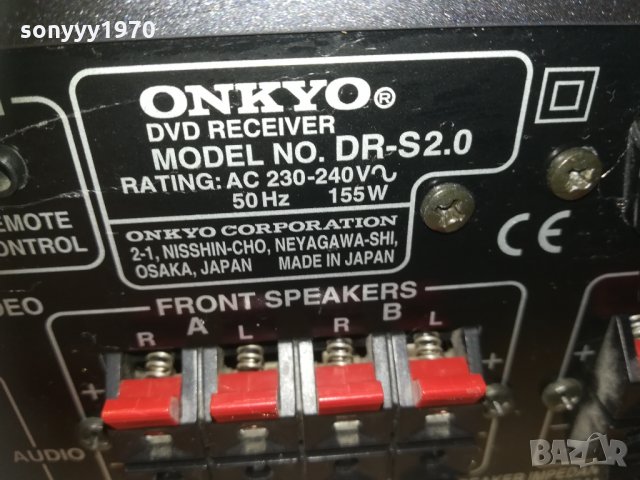 sonyyy1970
ONKYO®
DVD RECEIVER
MODEL NO. DR-S2.0
RATING: AC 230-240V~
50 Hz 155W
ONKYO CORPORATION
2-1, NISSHIN-CHO, NEYAGAWA-SHI,
OSAKA, JAPAN MADE IN JAPAN
CE
EMOTE
ONTROL
DEO
FRONT SPEAKERS
A B
R L R L
+ +
AUDIO
BAZAR